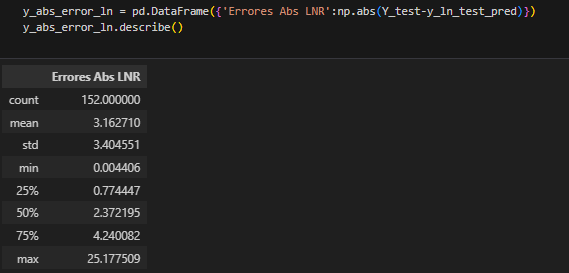 y_abs_error_ln = pd.DataFrame({'Errores Abs LNR':np.abs(Y_test-y_ln_test_pred)})
y_abs_error_ln.describe()
Errores Abs LNR
count 152.000000
mean 3.162710
std 3.404551
min 0.004406
25% 0.774447
50% 2.372195
75% 4.240082
max 25.177509